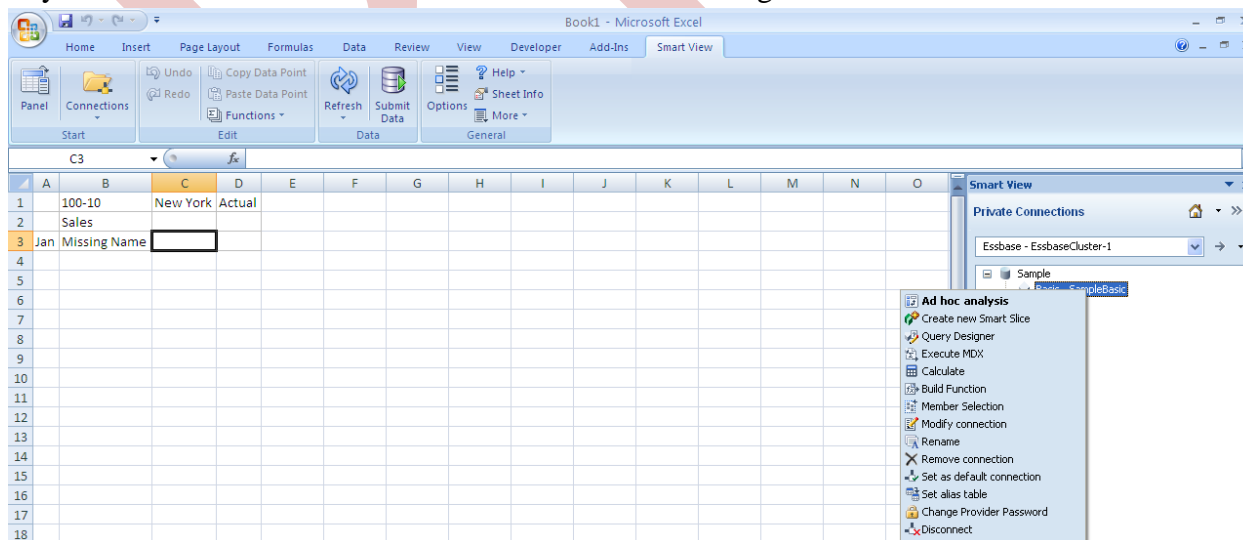 Book1 - Microsoft Excel
Home Insert Page Layout Formulas Data Review View Developer Add-Ins Smart View
Panel Connections Undo Redo Copy Data Point Paste Data Point Functions Refresh Submit Data Options Help Sheet Info More
Start Edit Data General
C3 fx
A B C D E F G H I J K L M N O
1 100-10 New York Actual
2 Sales
3 Jan Missing Name
4
5
6
7
8
9
10
11
12
13
14
15
16
17
18
Smart View
Private Connections
Essbase - EssbaseCluster-1
Sample
Basic - SampleBasic
Ad hoc analysis
Create new Smart Slice
Query Designer
Execute MDX
Calculate
Build Function
Member Selection
Modify connection
Rename
Remove connection
Set as default connection
Set alias table
Change Provider Password
Disconnect